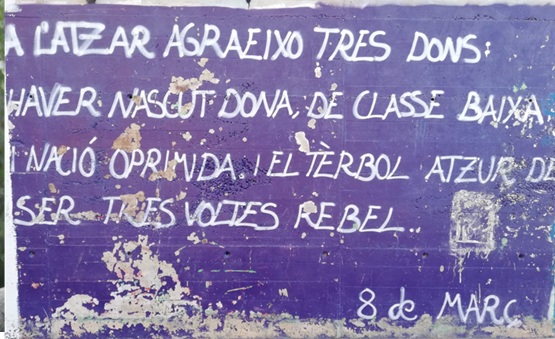 A L'ATZAR AGRAEIXO TRES DONS:
HAVER NASCUT DONA, DE CLASSE BAIXA,
I NACIÓ OPRIMIDA. I EL TÈRBOL ATZUR DE
SER TRES VOLTES REBEL..
8 de MARÇ